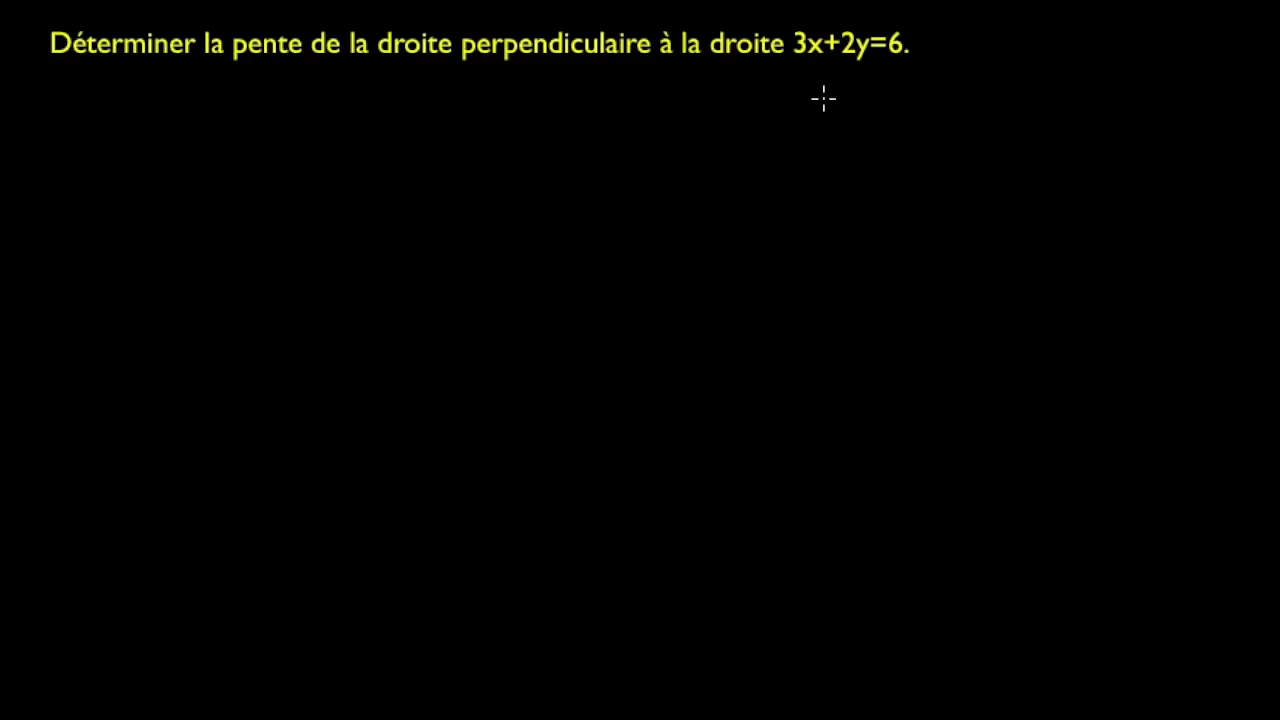 Déterminer la pente de la droite perpendiculaire à la droite 3x+2y=6.